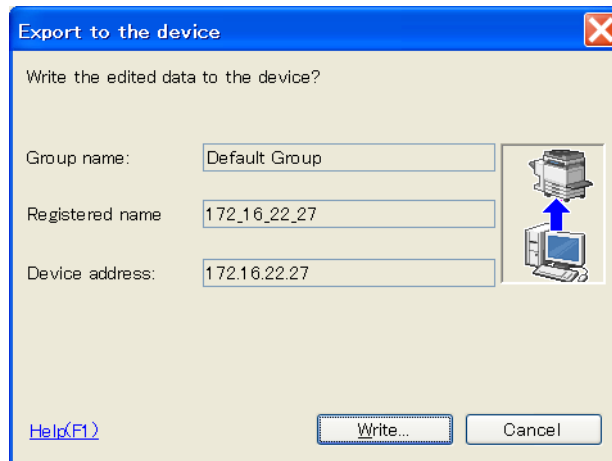 Export to the device
Write the edited data to the device?
Group name: Default Group
Registered name 172_16_22_27
Device address: 172.16.22.27
Help(F1) Write... Cancel